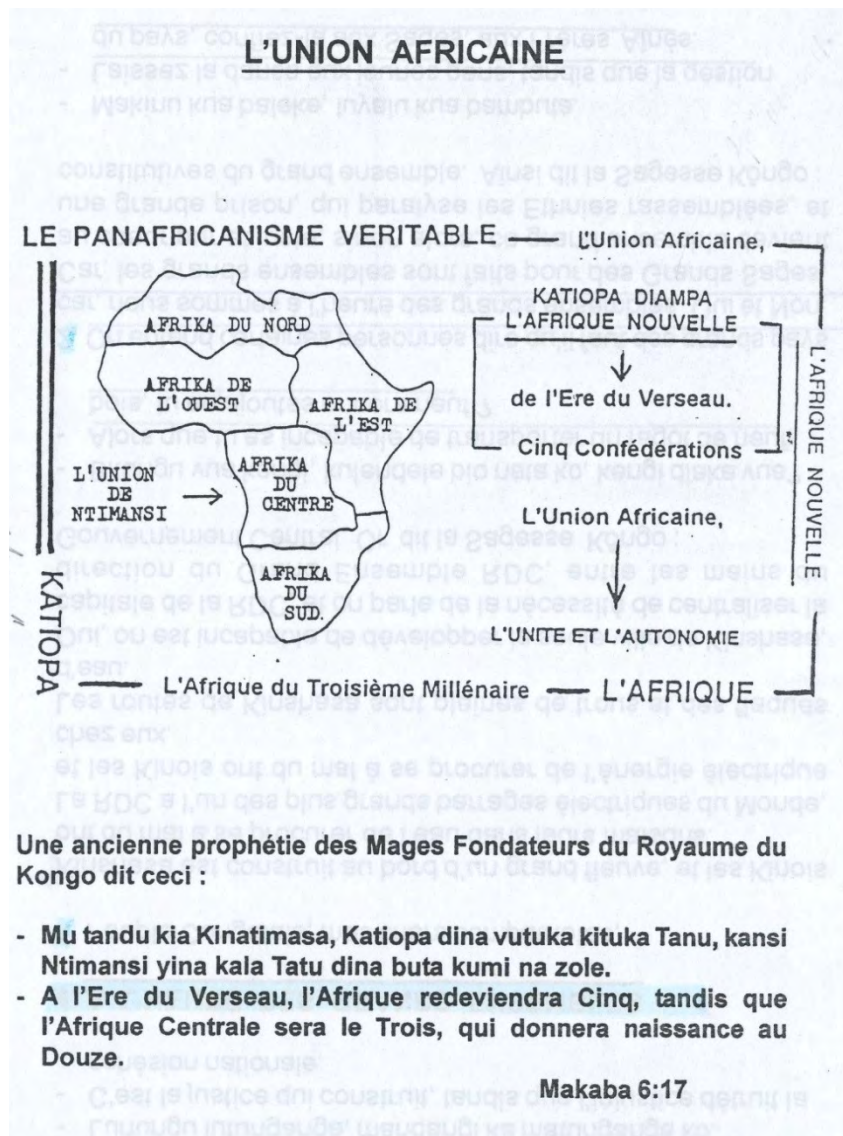 L'UNION AFRICAINE
LE PANAFRICANISME VERITABLE
L'Union Africaine,
KATIOPA DIAMPA
L'AFRIQUE NOUVELLE
de l'Ere du Verseau.
Cinq Confédérations
L'Union Africaine,
L'UNITE ET L'AUTONOMIE
L'AFRIQUE NOUVELLE
AFRIKA DU NORD
AFRIKA DE
L'OUEST
AFRIKA DE
L'EST
AFRIKA
DU
CENTRE
L'UNION
DE
NTIMANSI
AFRIKA
DU
SUD
KATIOPA
L'Afrique du Troisième Millénaire
L'AFRIQUE
Une ancienne prophétie des Mages Fondateurs du Royaume du
Kongo dit ceci :
- Mu tandu kia Kinatimasa, Katiopa dina vutuka kituka Tanu, kansi
Ntimansi yina kala Tatu dina buta kumi na zole.
- A l'Ere du Verseau, l'Afrique redeviendra Cinq, tandis que
l'Afrique Centrale sera le Trois, qui donnera naissance au
Douze.
Makaba 6:17